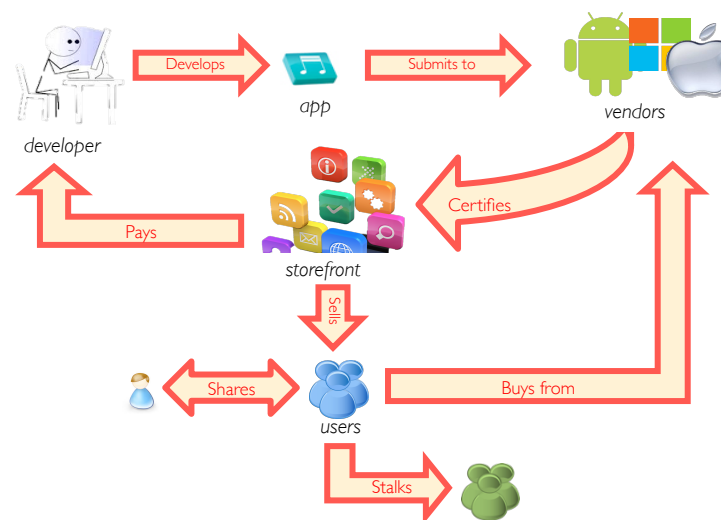 Develops
Submits to
app
vendors
developer
Certifies
Pays
storefront
Sells
Shares
Buys from
users
Stalks